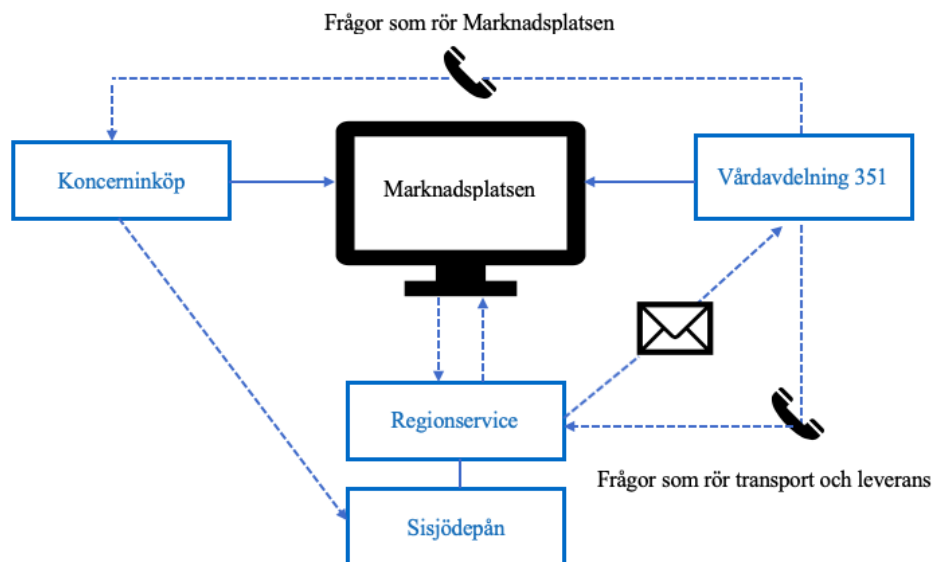 Frågor som rör Marknadsplatsen
Koncerninköp
Marknadsplatsen
Vårdavdelning 351
Regionservice
Frågor som rör transport och leverans
Sisjödepån